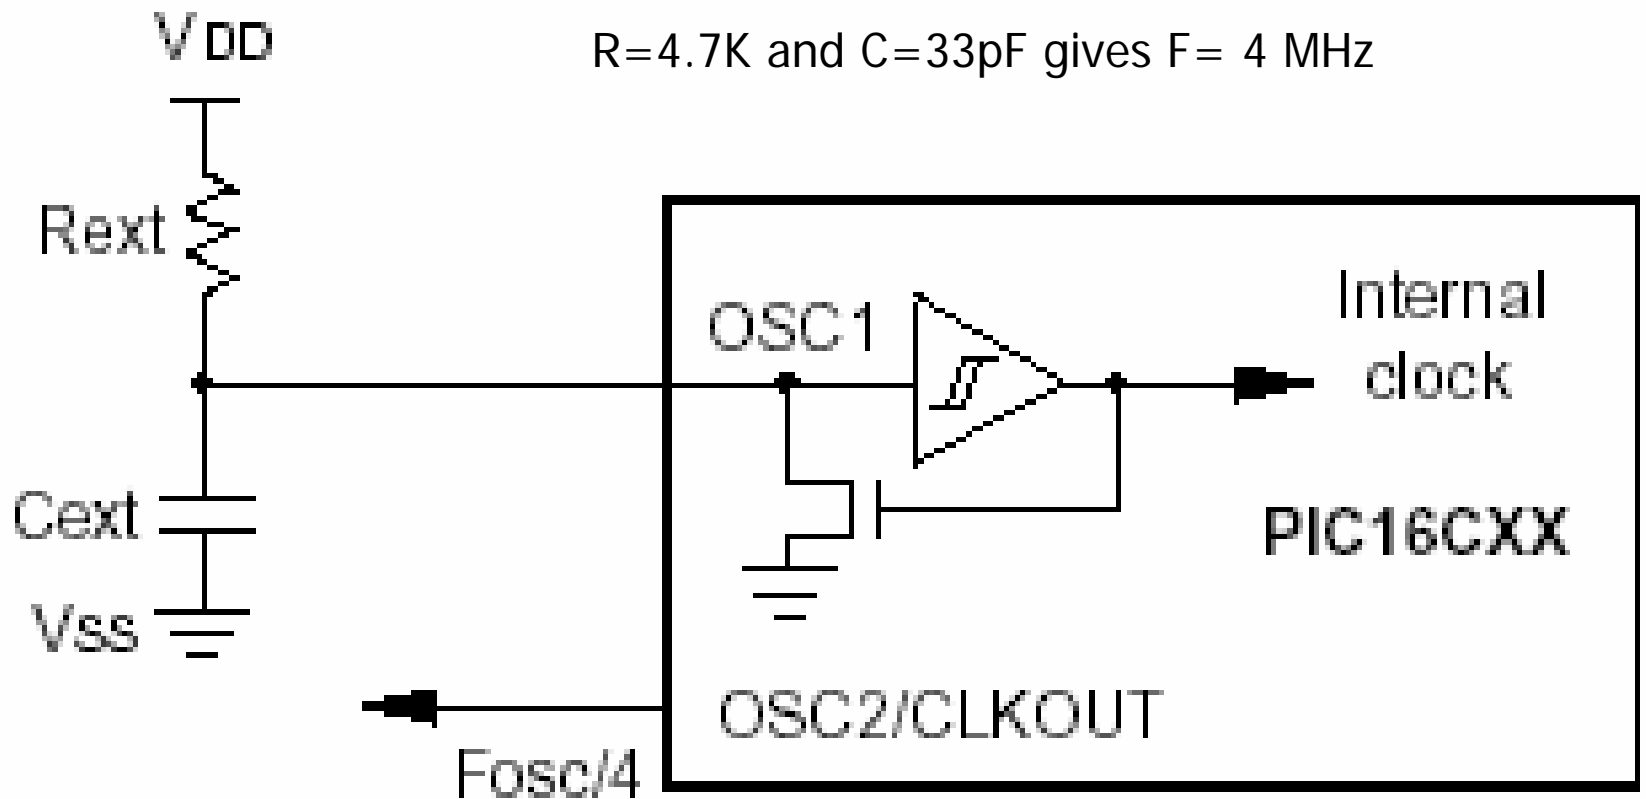 VDD
R=4.7K and C=33pF gives F= 4 MHz
Rext
OSC1
Internal
clock
Cext
PIC16CXX
Vss
OSC2/CLKOUT
Fosc/4